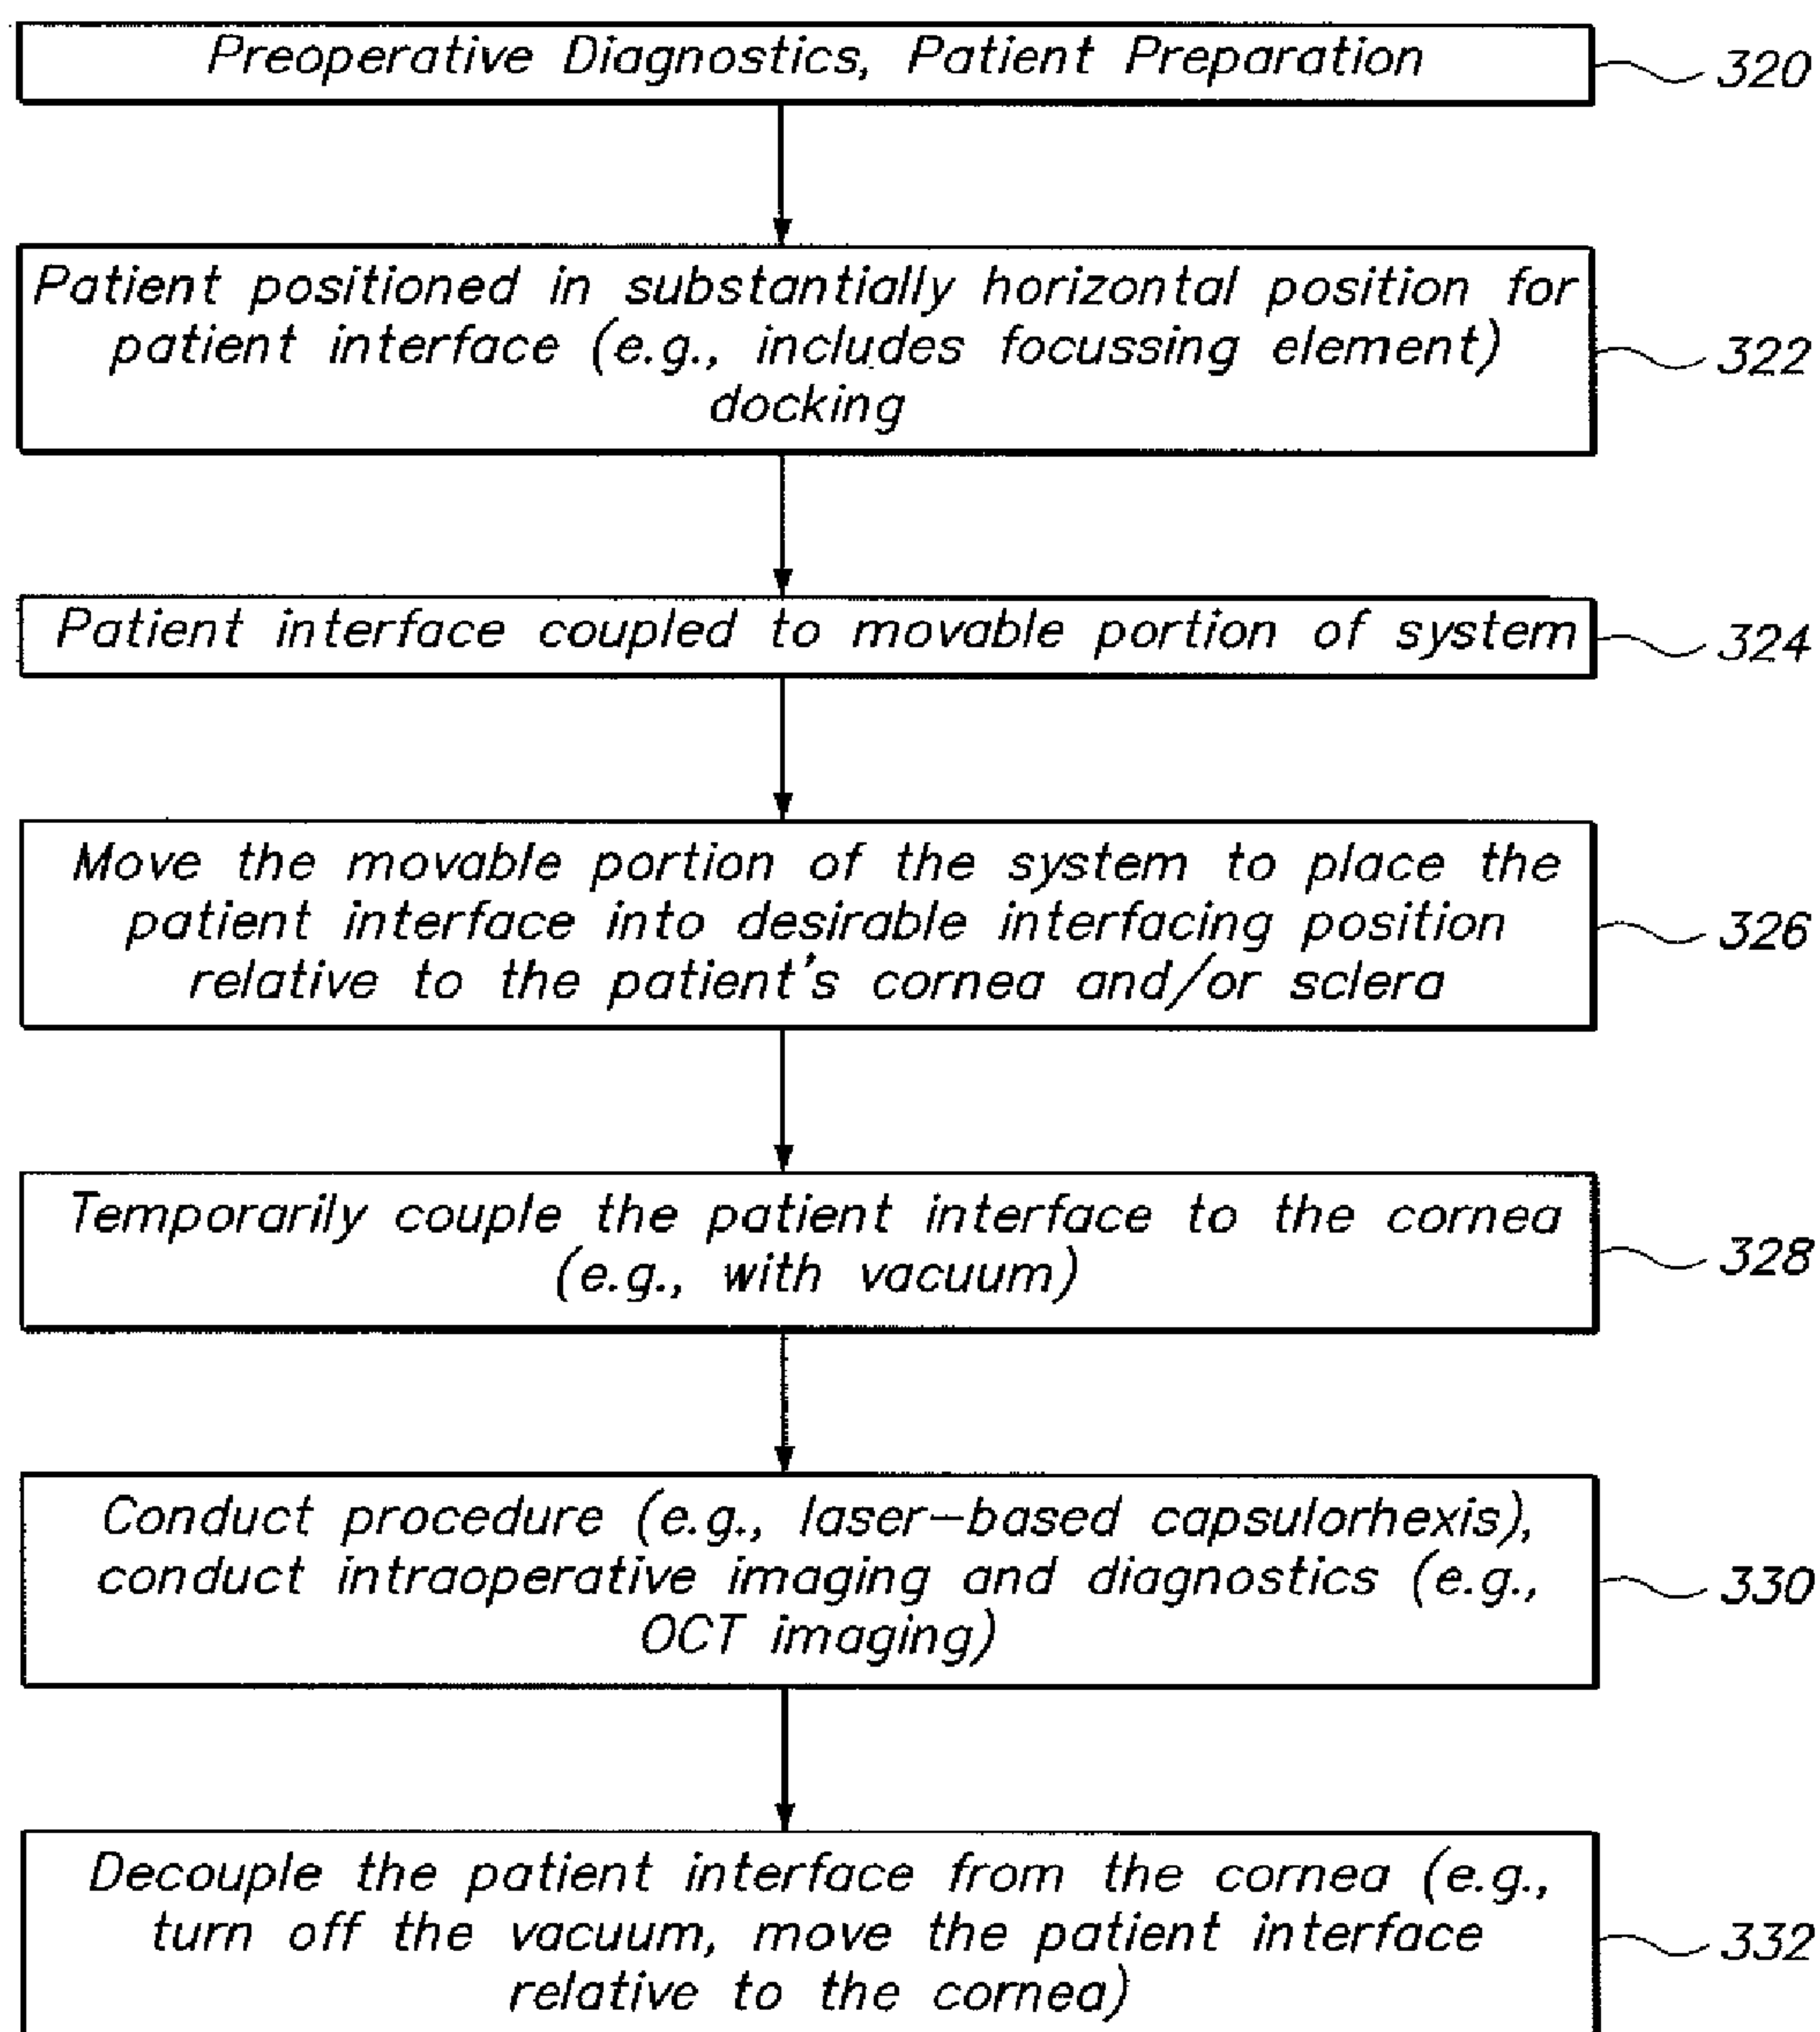 Preoperative Diagnostics, Patient Preparation
320
Patient positioned in substantially horizontal position for
patient interface (e.g., includes focussing element)
docking
322
Patient interface coupled to movable portion of system
324
Move the movable portion of the system to place the
patient interface into desirable interfacing position
relative to the patient's cornea and/or sclera
326
Temporarily couple the patient interface to the cornea
(e.g., with vacuum)
328
Conduct procedure (e.g., laser-based capsulorhexis),
conduct intraoperative imaging and diagnostics (e.g.,
OCT imaging)
330
Decouple the patient interface from the cornea (e.g.,
turn off the vacuum, move the patient interface
relative to the cornea)
332